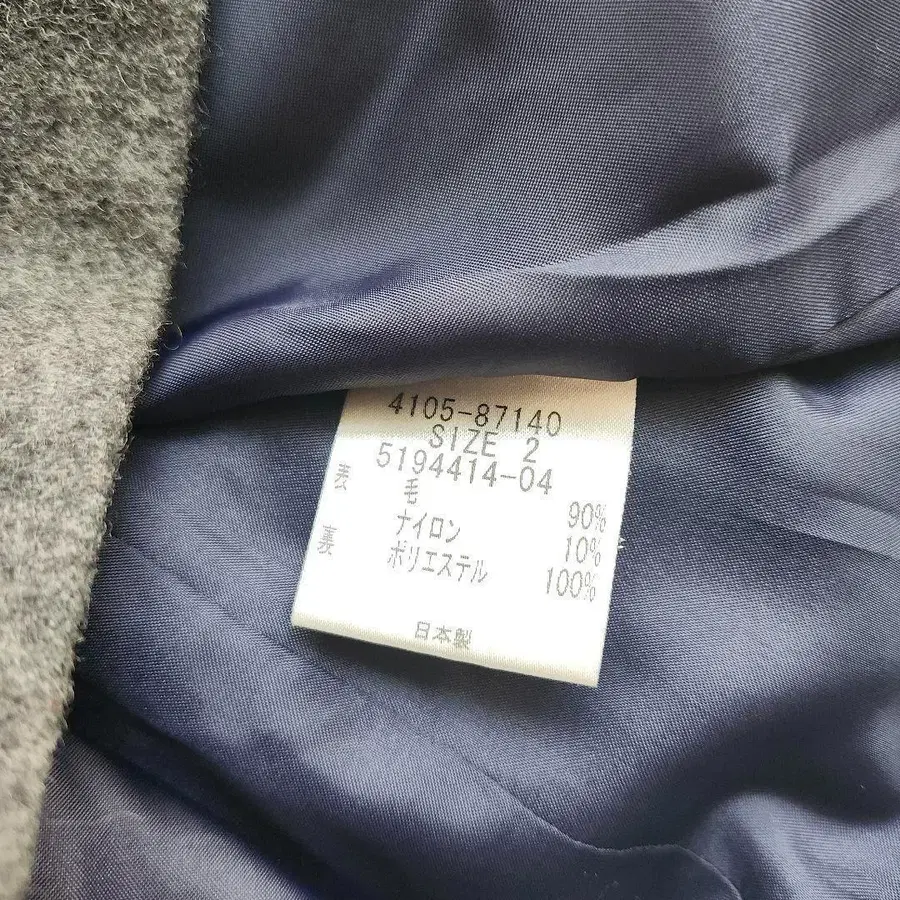 4105-87140
SIZE 2
5194414-04
表 毛 90%
ナイロン 10%
裏 ポリエステル 100%
日本製